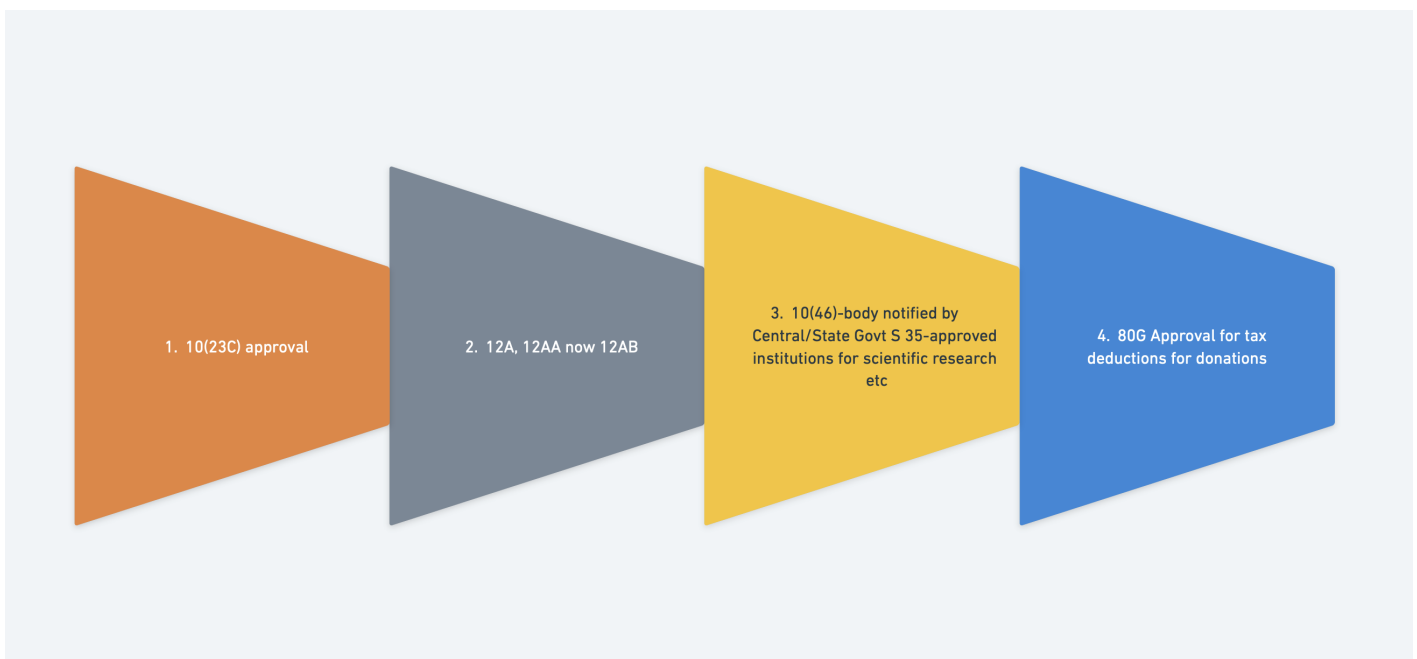 1. 10(23C) approval
2. 12A, 12AA now 12AB
3. 10(46)-body notified by
Central/State Govt S 35-approved
institutions for scientific research
etc
4. 80G Approval for tax
deductions for donations